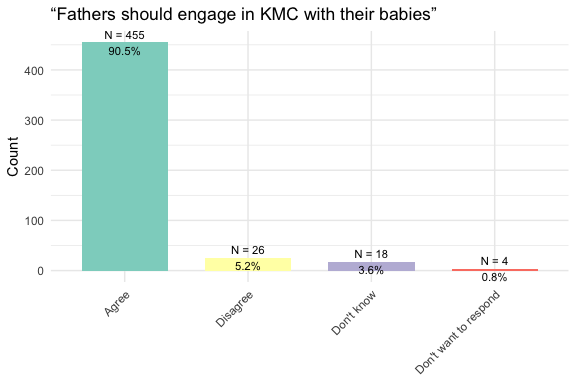 “Fathers should engage in KMC with their babies”
N = 455
90.5%
400
300
Count
200
100
N = 26
N = 18
N = 4
5.2%
3.6%
0
0.8%
Agree
Disagree
Don't know
Don't want to respond